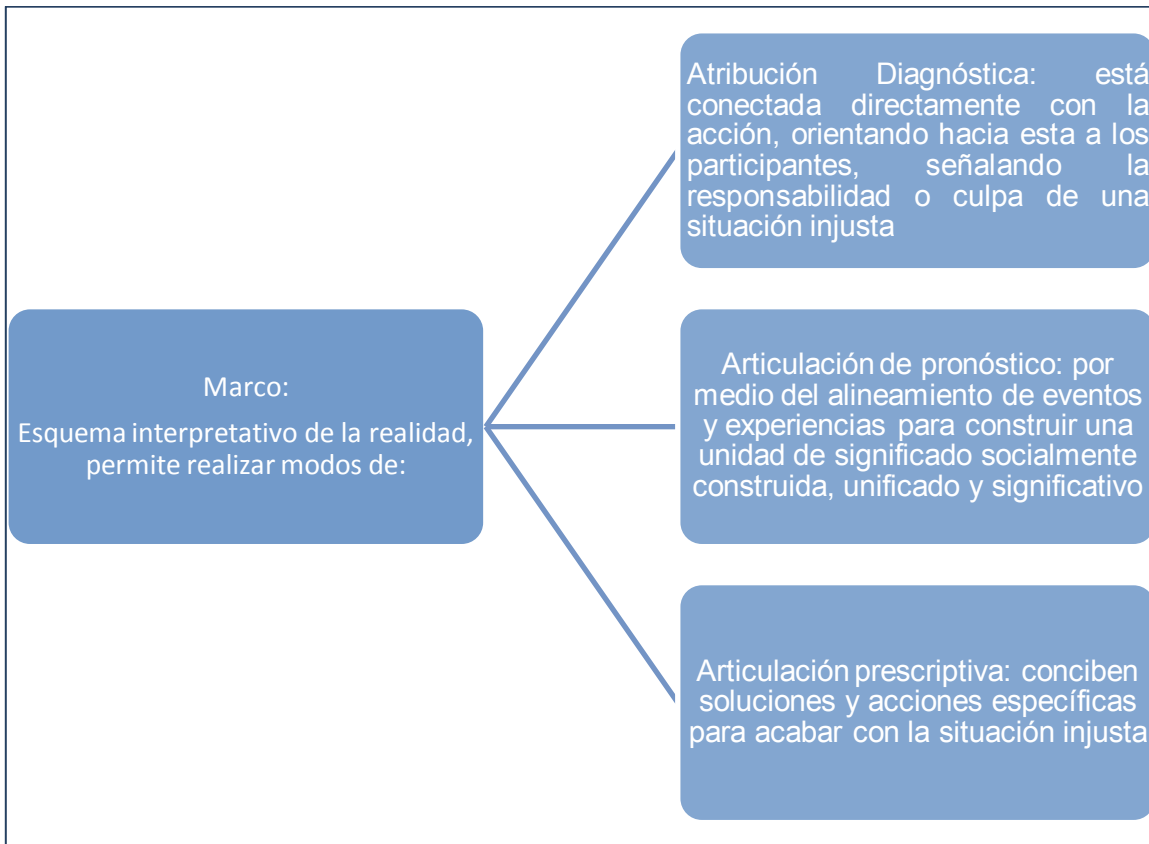 Marco:
Esquema interpretativo de la realidad,
permite realizar modos de:
Atribución Diagnóstica: está
conectada directamente con la
acción, orientando hacia esta a los
participantes, señalando la
responsabilidad o culpa de una
situación injusta
Articulación de pronóstico: por
medio del alineamiento de eventos
y experiencias para construir una
unidad de significado socialmente
construida, unificado y significativo
Articulación prescriptiva: conciben
soluciones y acciones específicas
para acabar con la situación injusta